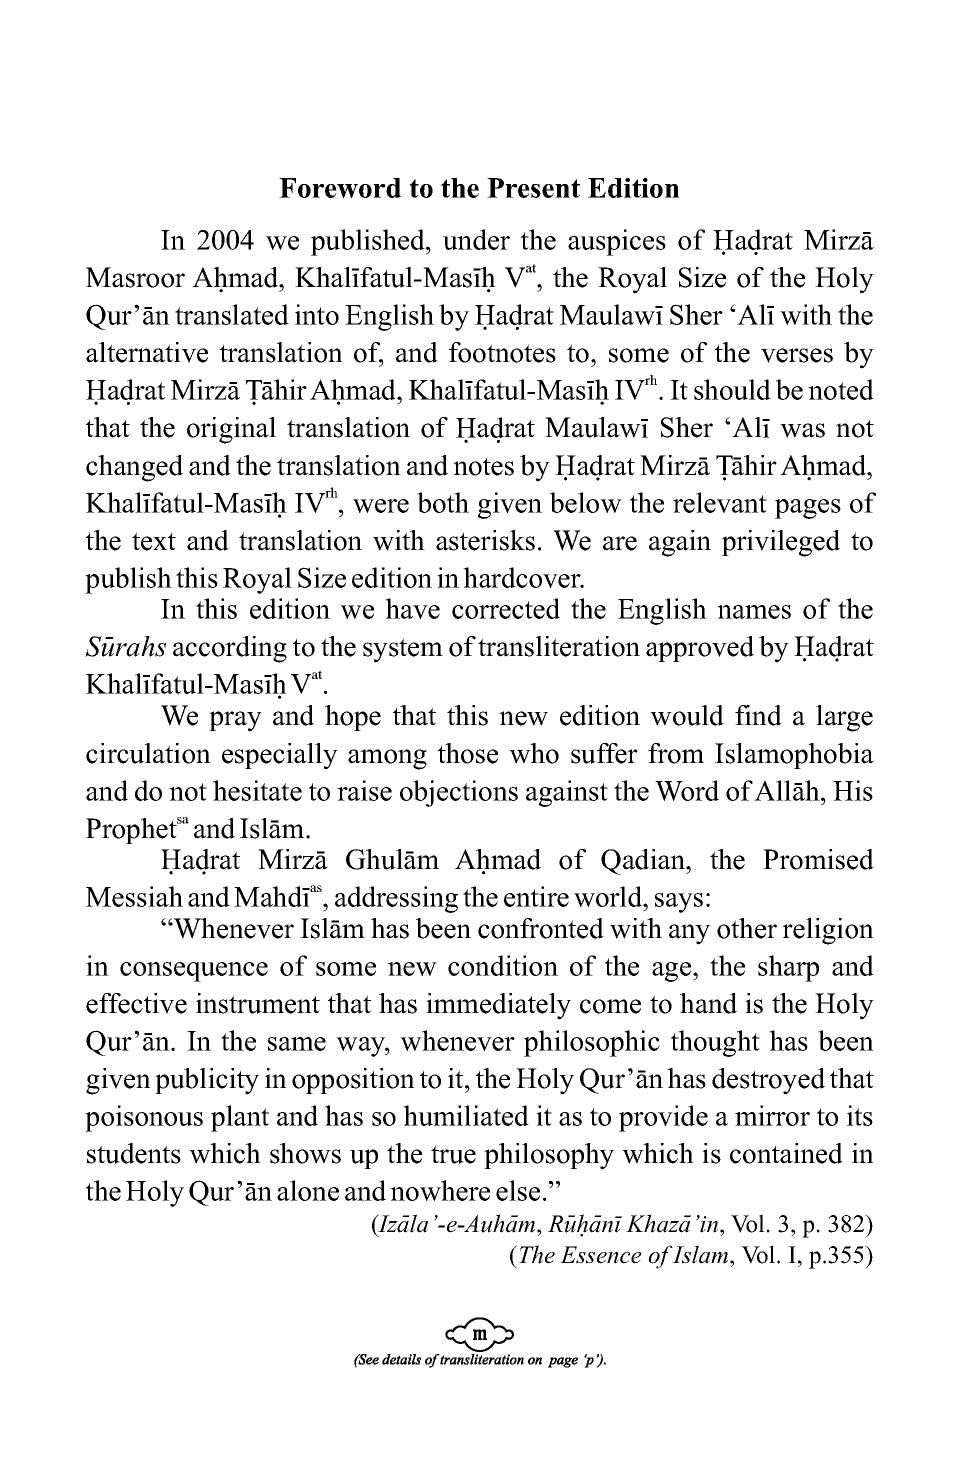 Foreword to the Present Edition
In 2004 we published, under the auspices of Ḥaḍrat Mirzā
Masroor Aḥmad, Khalīfatul-Masīḥ Vat, the Royal Size of the Holy
Qur’ān translated into English by Ḥaḍrat Maulawī Sher ‘Alī with the
alternative translation of, and footnotes to, some of the verses by
Ḥaḍrat Mirzā Ṭāhir Aḥmad, Khalīfatul-Masīḥ IVrh. It should be noted
that the original translation of Ḥaḍrat Maulawī Sher ‘Alī was not
changed and the translation and notes by Ḥaḍrat Mirzā Ṭāhir Aḥmad,
Khalīfatul-Masīḥ IVrh, were both given below the relevant pages of
the text and translation with asterisks. We are again privileged to
publish this Royal Size edition in hardcover.
In this edition we have corrected the English names of the
Sūrahs according to the system of transliteration approved by Ḥaḍrat
Khalīfatul-Masīḥ Vat.
We pray and hope that this new edition would find a large
circulation especially among those who suffer from Islamophobia
and do not hesitate to raise objections against the Word of Allāh, His
Prophetsa and Islām.
Ḥaḍrat Mirzā Ghulām Aḥmad of Qadian, the Promised
Messiah and Mahdīas, addressing the entire world, says:
“Whenever Islām has been confronted with any other religion
in consequence of some new condition of the age, the sharp and
effective instrument that has immediately come to hand is the Holy
Qur’ān. In the same way, whenever philosophic thought has been
given publicity in opposition to it, the Holy Qur’ān has destroyed that
poisonous plant and has so humiliated it as to provide a mirror to its
students which shows up the true philosophy which is contained in
the Holy Qur’ān alone and nowhere else.”
(Izāla’-e-Auhām, Rūḥānī Khazā’in, Vol. 3, p. 382)
(The Essence of Islam, Vol. I, p.355)
m
(See details of transliteration on page ‘p’).